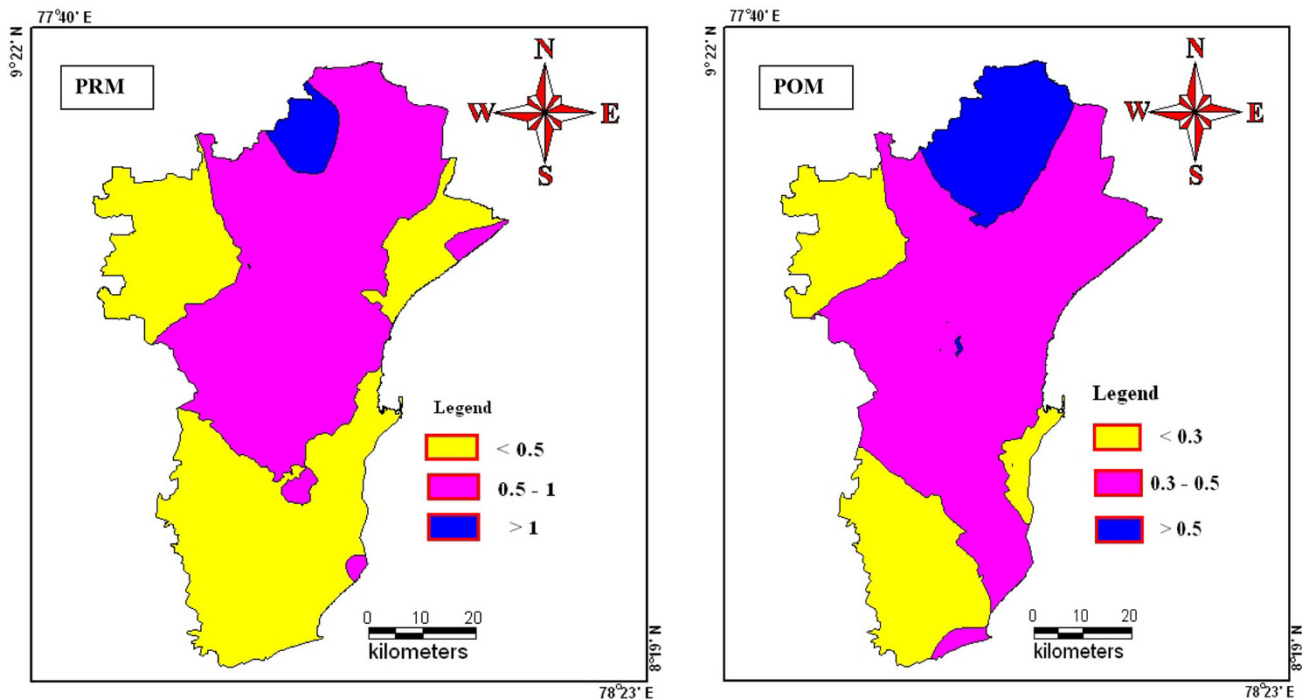 77°40' E
9°22' N
PRM
N
W E
S
Legend
< 0.5
0.5 - 1
> 1
0 10 20
kilometers
8°19' N
78°23' E
77°40' E
9°22' N
POM
N
W E
S
Legend
< 0.3
0.3 - 0.5
> 0.5
0 10 20
kilometers
8°19' N
78°23' E